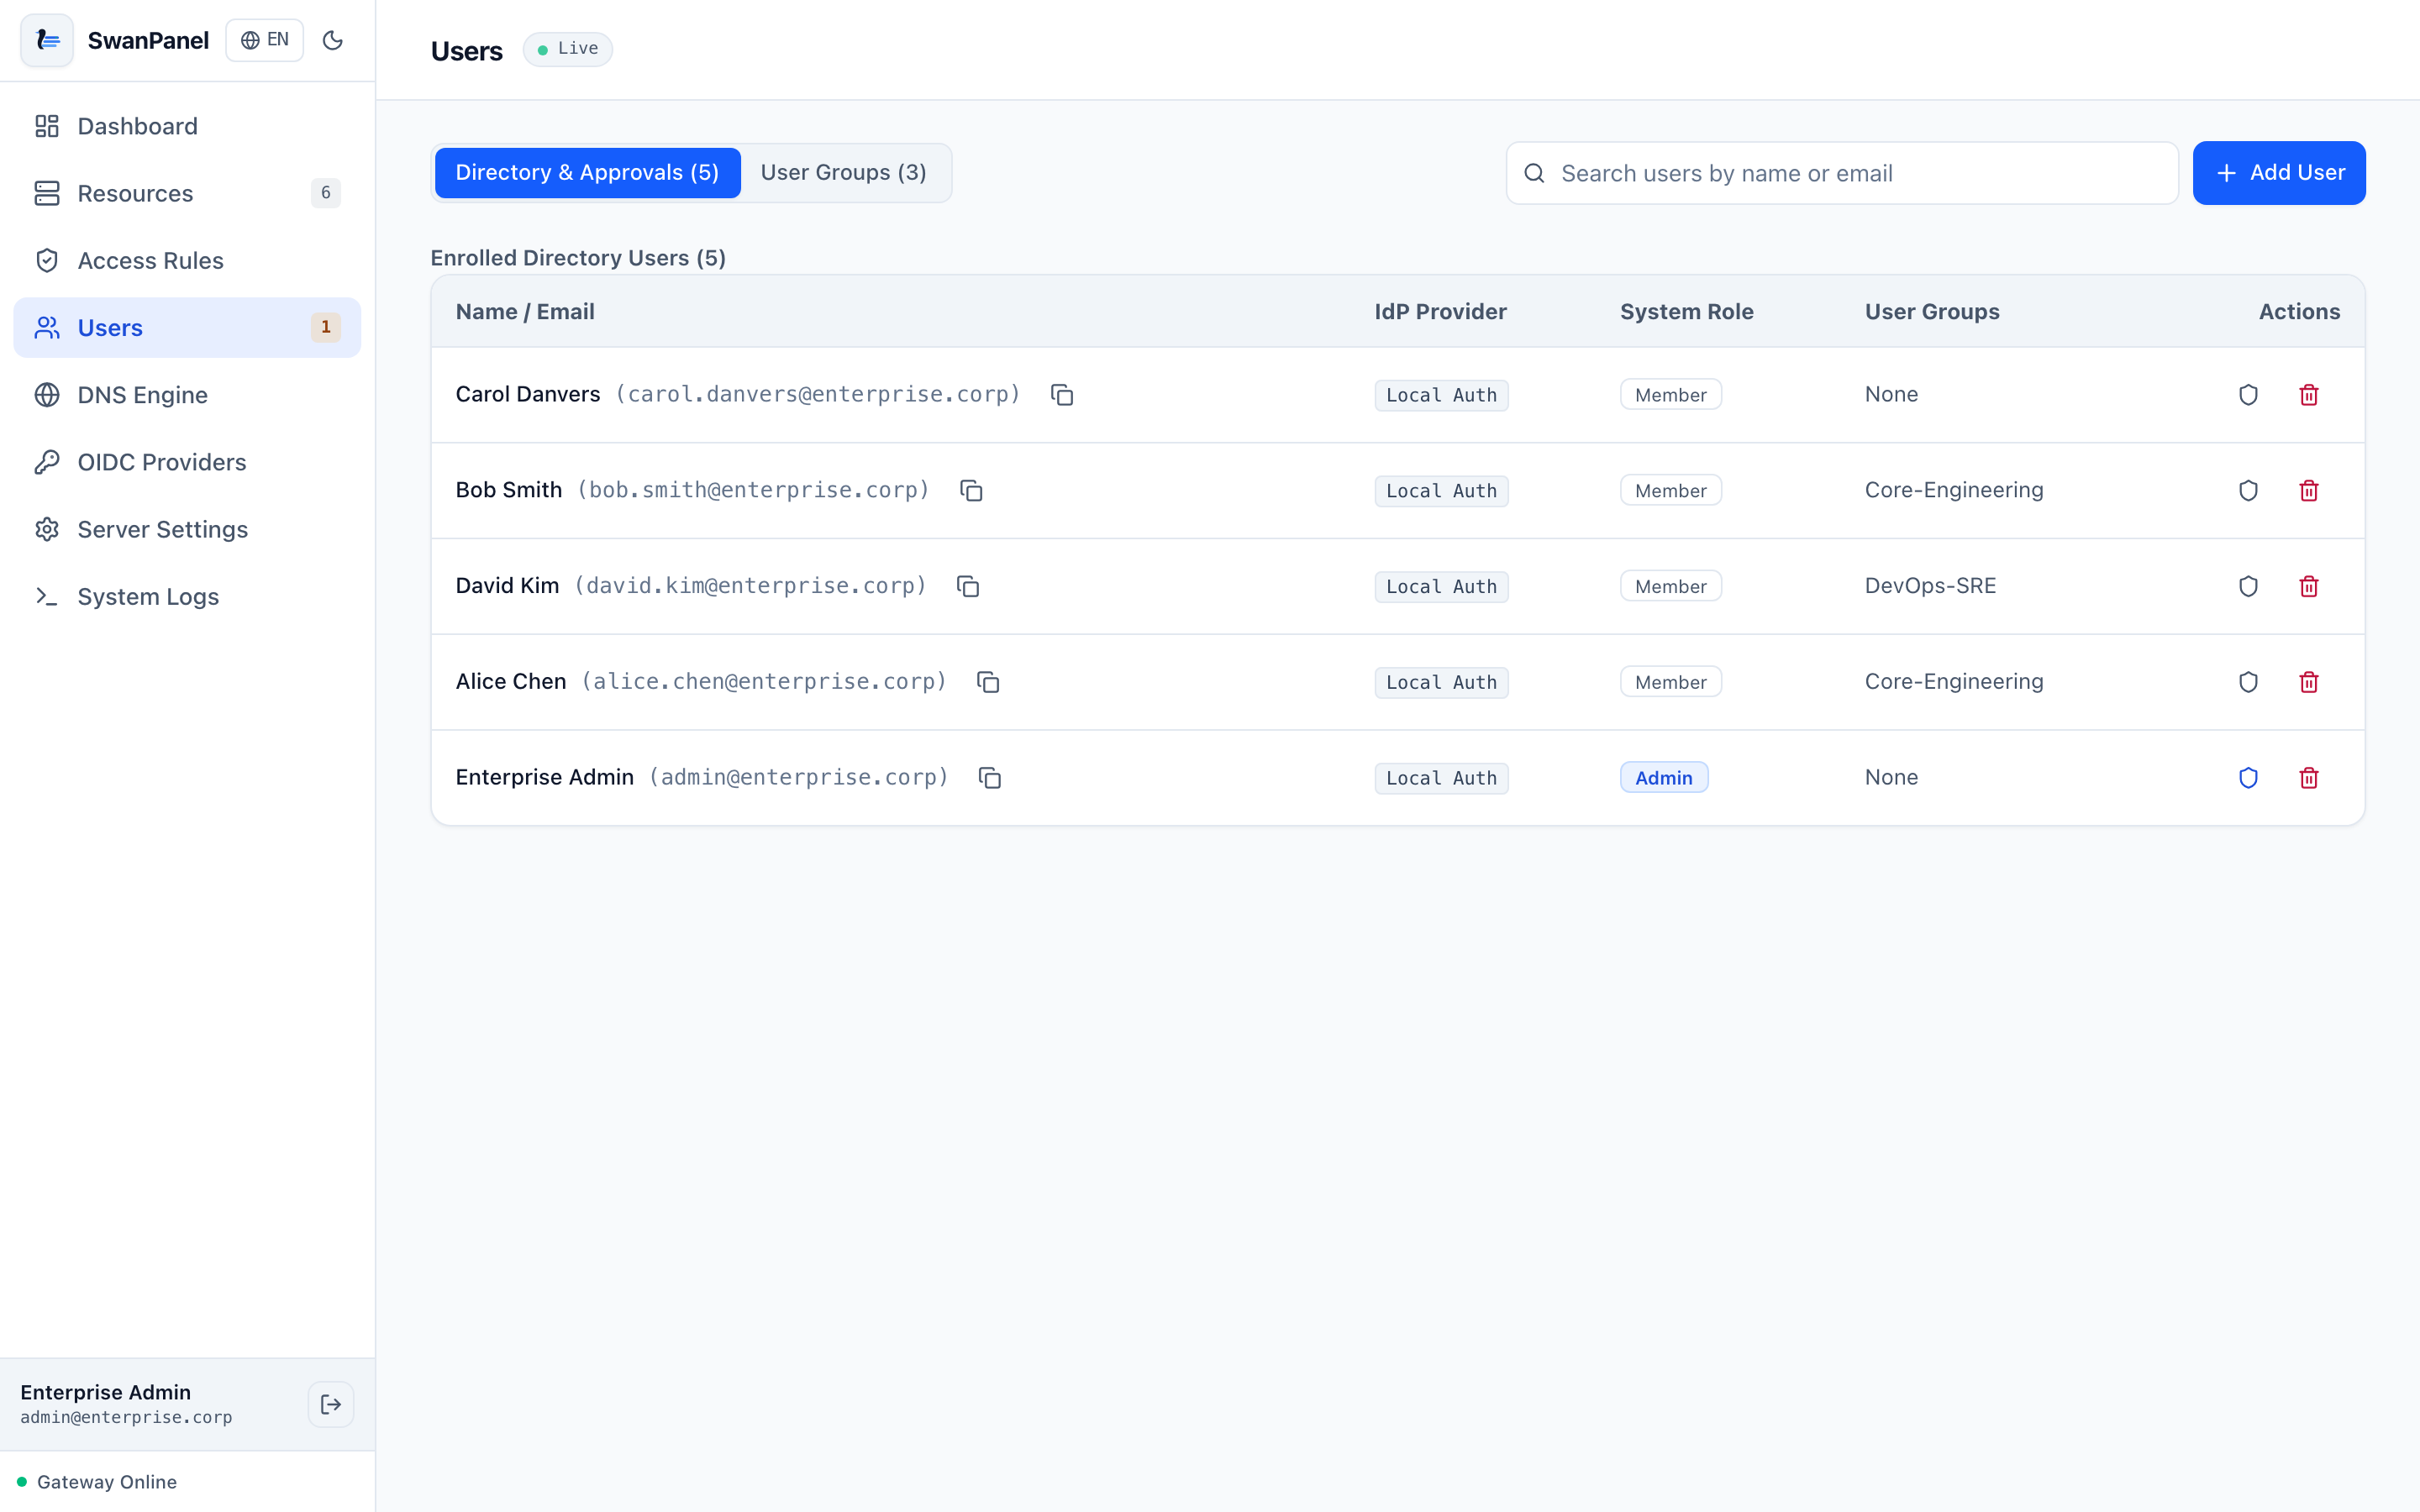 SwanPanel EN
Dashboard
Resources 6
Access Rules
Users 1
DNS Engine
OIDC Providers
Server Settings
System Logs
Enterprise Admin
admin@enterprise.corp
Gateway Online
Users Live
Directory & Approvals (5) User Groups (3) Search users by name or email Add User
Enrolled Directory Users (5)
Name / Email IdP Provider System Role User Groups Actions
Carol Danvers (carol.danvers@enterprise.corp) Local Auth Member None
Bob Smith (bob.smith@enterprise.corp) Local Auth Member Core-Engineering
David Kim (david.kim@enterprise.corp) Local Auth Member DevOps-SRE
Alice Chen (alice.chen@enterprise.corp) Local Auth Member Core-Engineering
Enterprise Admin (admin@enterprise.corp) Local Auth Admin None